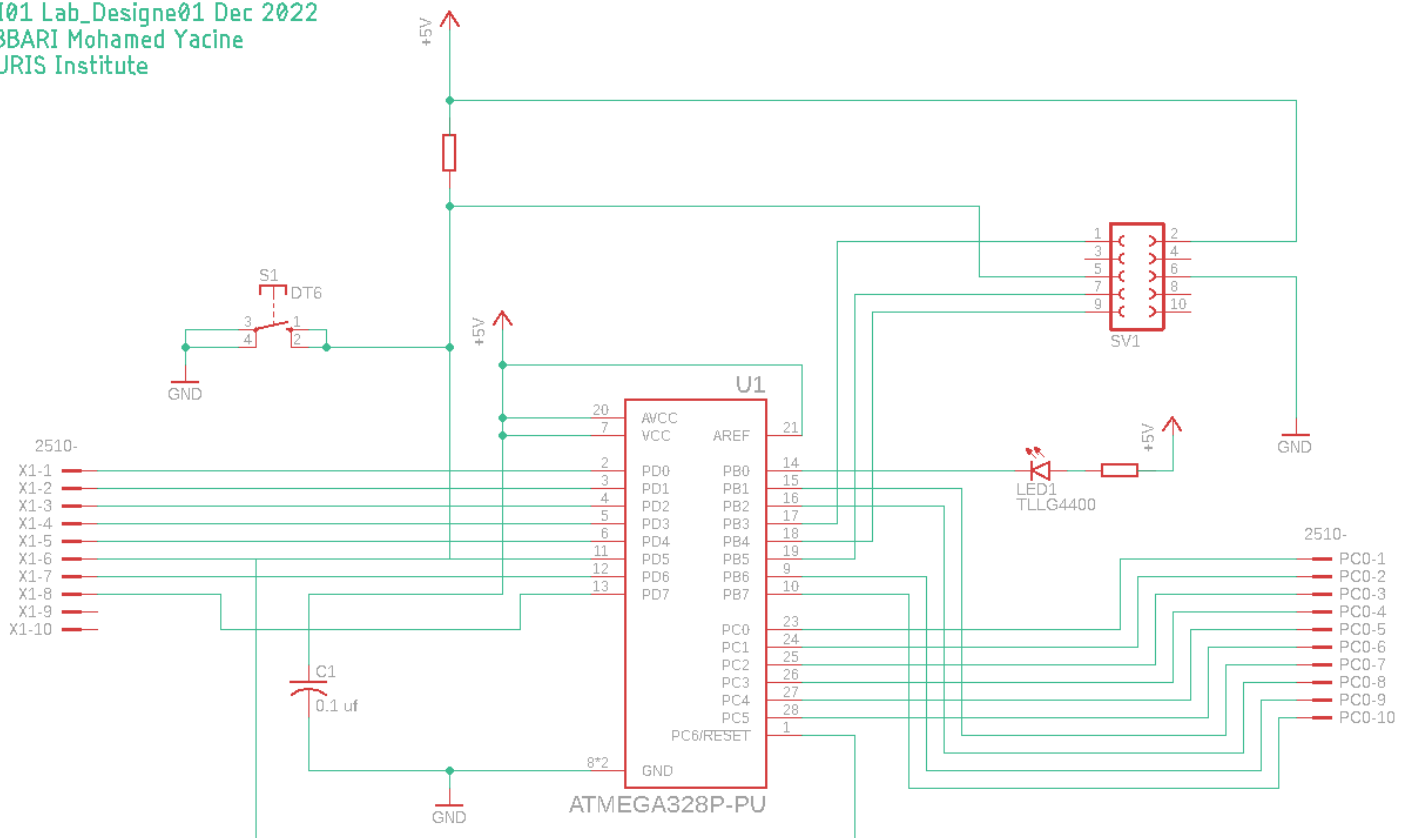 I01 Lab_Designe01 Dec 2022
BBARI Mohamed Yacine
URIS Institute
+5V
S1
DT6
3
1
4
2
GND
+5V
1
2
3
4
5
6
7
8
9
10
SV1
GND
U1
20
AVCC
7
VCC
AREF
21
2510-
X1-1
X1-2
X1-3
X1-4
X1-5
X1-6
X1-7
X1-8
X1-9
X1-10
2
PD0
3
PD1
4
PD2
5
PD3
6
PD4
11
PD5
12
PD6
13
PD7
PB0
14
PB1
15
PB2
16
PB3
17
PB4
18
PB5
19
PB6
9
PB7
10
PC0
23
PC1
24
PC2
25
PC3
26
PC4
27
PC5
28
PC6/RESET
1
8*2
GND
ATMEGA328P-PU
+5V
LED1
TLLG4400
2510-
PC0-1
PC0-2
PC0-3
PC0-4
PC0-5
PC0-6
PC0-7
PC0-8
PC0-9
PC0-10
C1
0.1 uf
GND